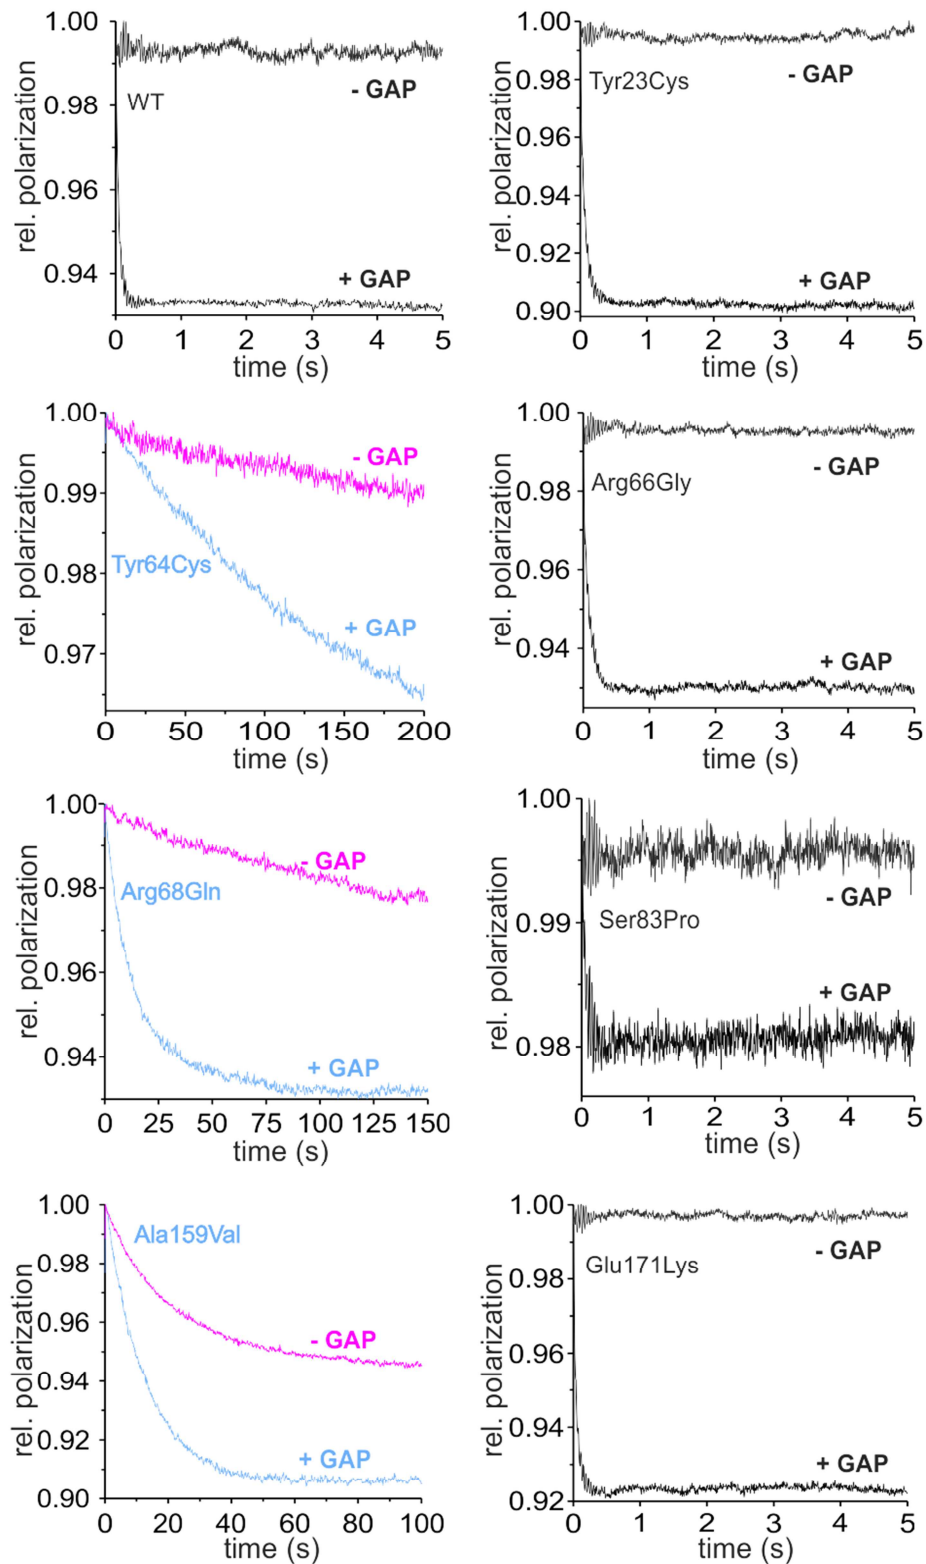 1.00
0.98
0.96
0.94
rel. polarization
WT
- GAP
+ GAP
0 1 2 3 4 5
time (s)
1.00
0.98
0.96
0.94
0.92
0.90
rel. polarization
Tyr23Cys
- GAP
+ GAP
0 1 2 3 4 5
time (s)
1.00
0.99
0.98
0.97
rel. polarization
- GAP
Tyr64Cys
+ GAP
0 50 100 150 200
time (s)
1.00
0.98
0.96
0.94
rel. polarization
- GAP
Arg66Gly
+ GAP
0 1 2 3 4 5
time (s)
1.00
0.98
0.96
0.94
rel. polarization
- GAP
Arg68Gln
+ GAP
0 25 50 75 100 125 150
time (s)
1.00
0.99
0.98
rel. polarization
- GAP
Ser83Pro
+ GAP
0 1 2 3 4 5
time (s)
1.00
0.98
0.96
0.94
0.92
0.90
rel. polarization
Ala159Val
- GAP
+ GAP
0 20 40 60 80 100
time (s)
1.00
0.98
0.96
0.94
0.92
rel. polarization
- GAP
Glu171Lys
+ GAP
0 1 2 3 4 5
time (s)